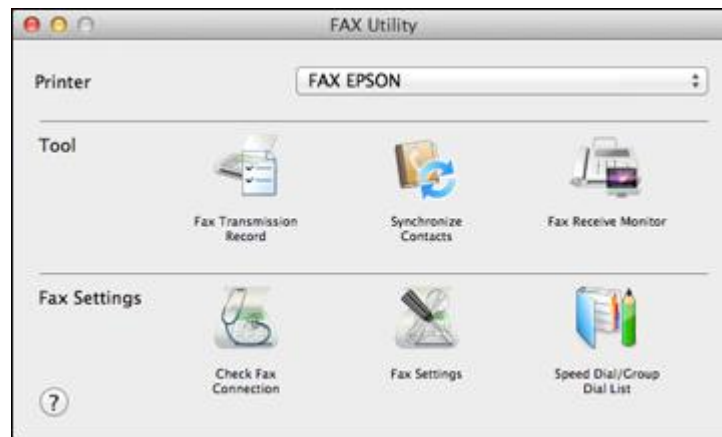 FAX Utility
Printer
FAX EPSON
Tool
Fax Transmission
Record
Synchronize
Contacts
Fax Receive Monitor
Fax Settings
Check Fax
Connection
Fax Settings
Speed Dial/Group
Dial List
?